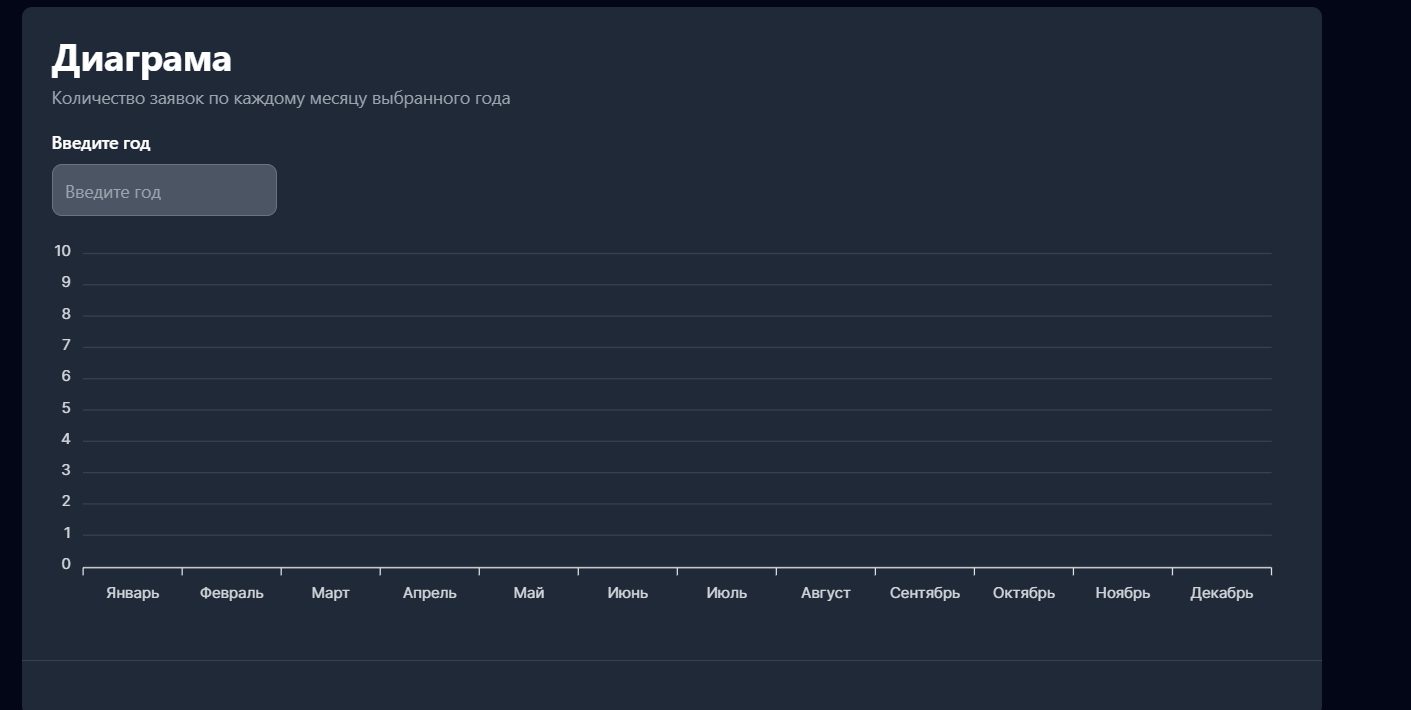 Диаграма
Количество заявок по каждому месяцу выбранного года
Введите год
Введите год
10
9
8
7
6
5
4
3
2
1
0
Январь Февраль Март Апрель Май Июнь Июль Август Сентябрь Октябрь Ноябрь Декабрь